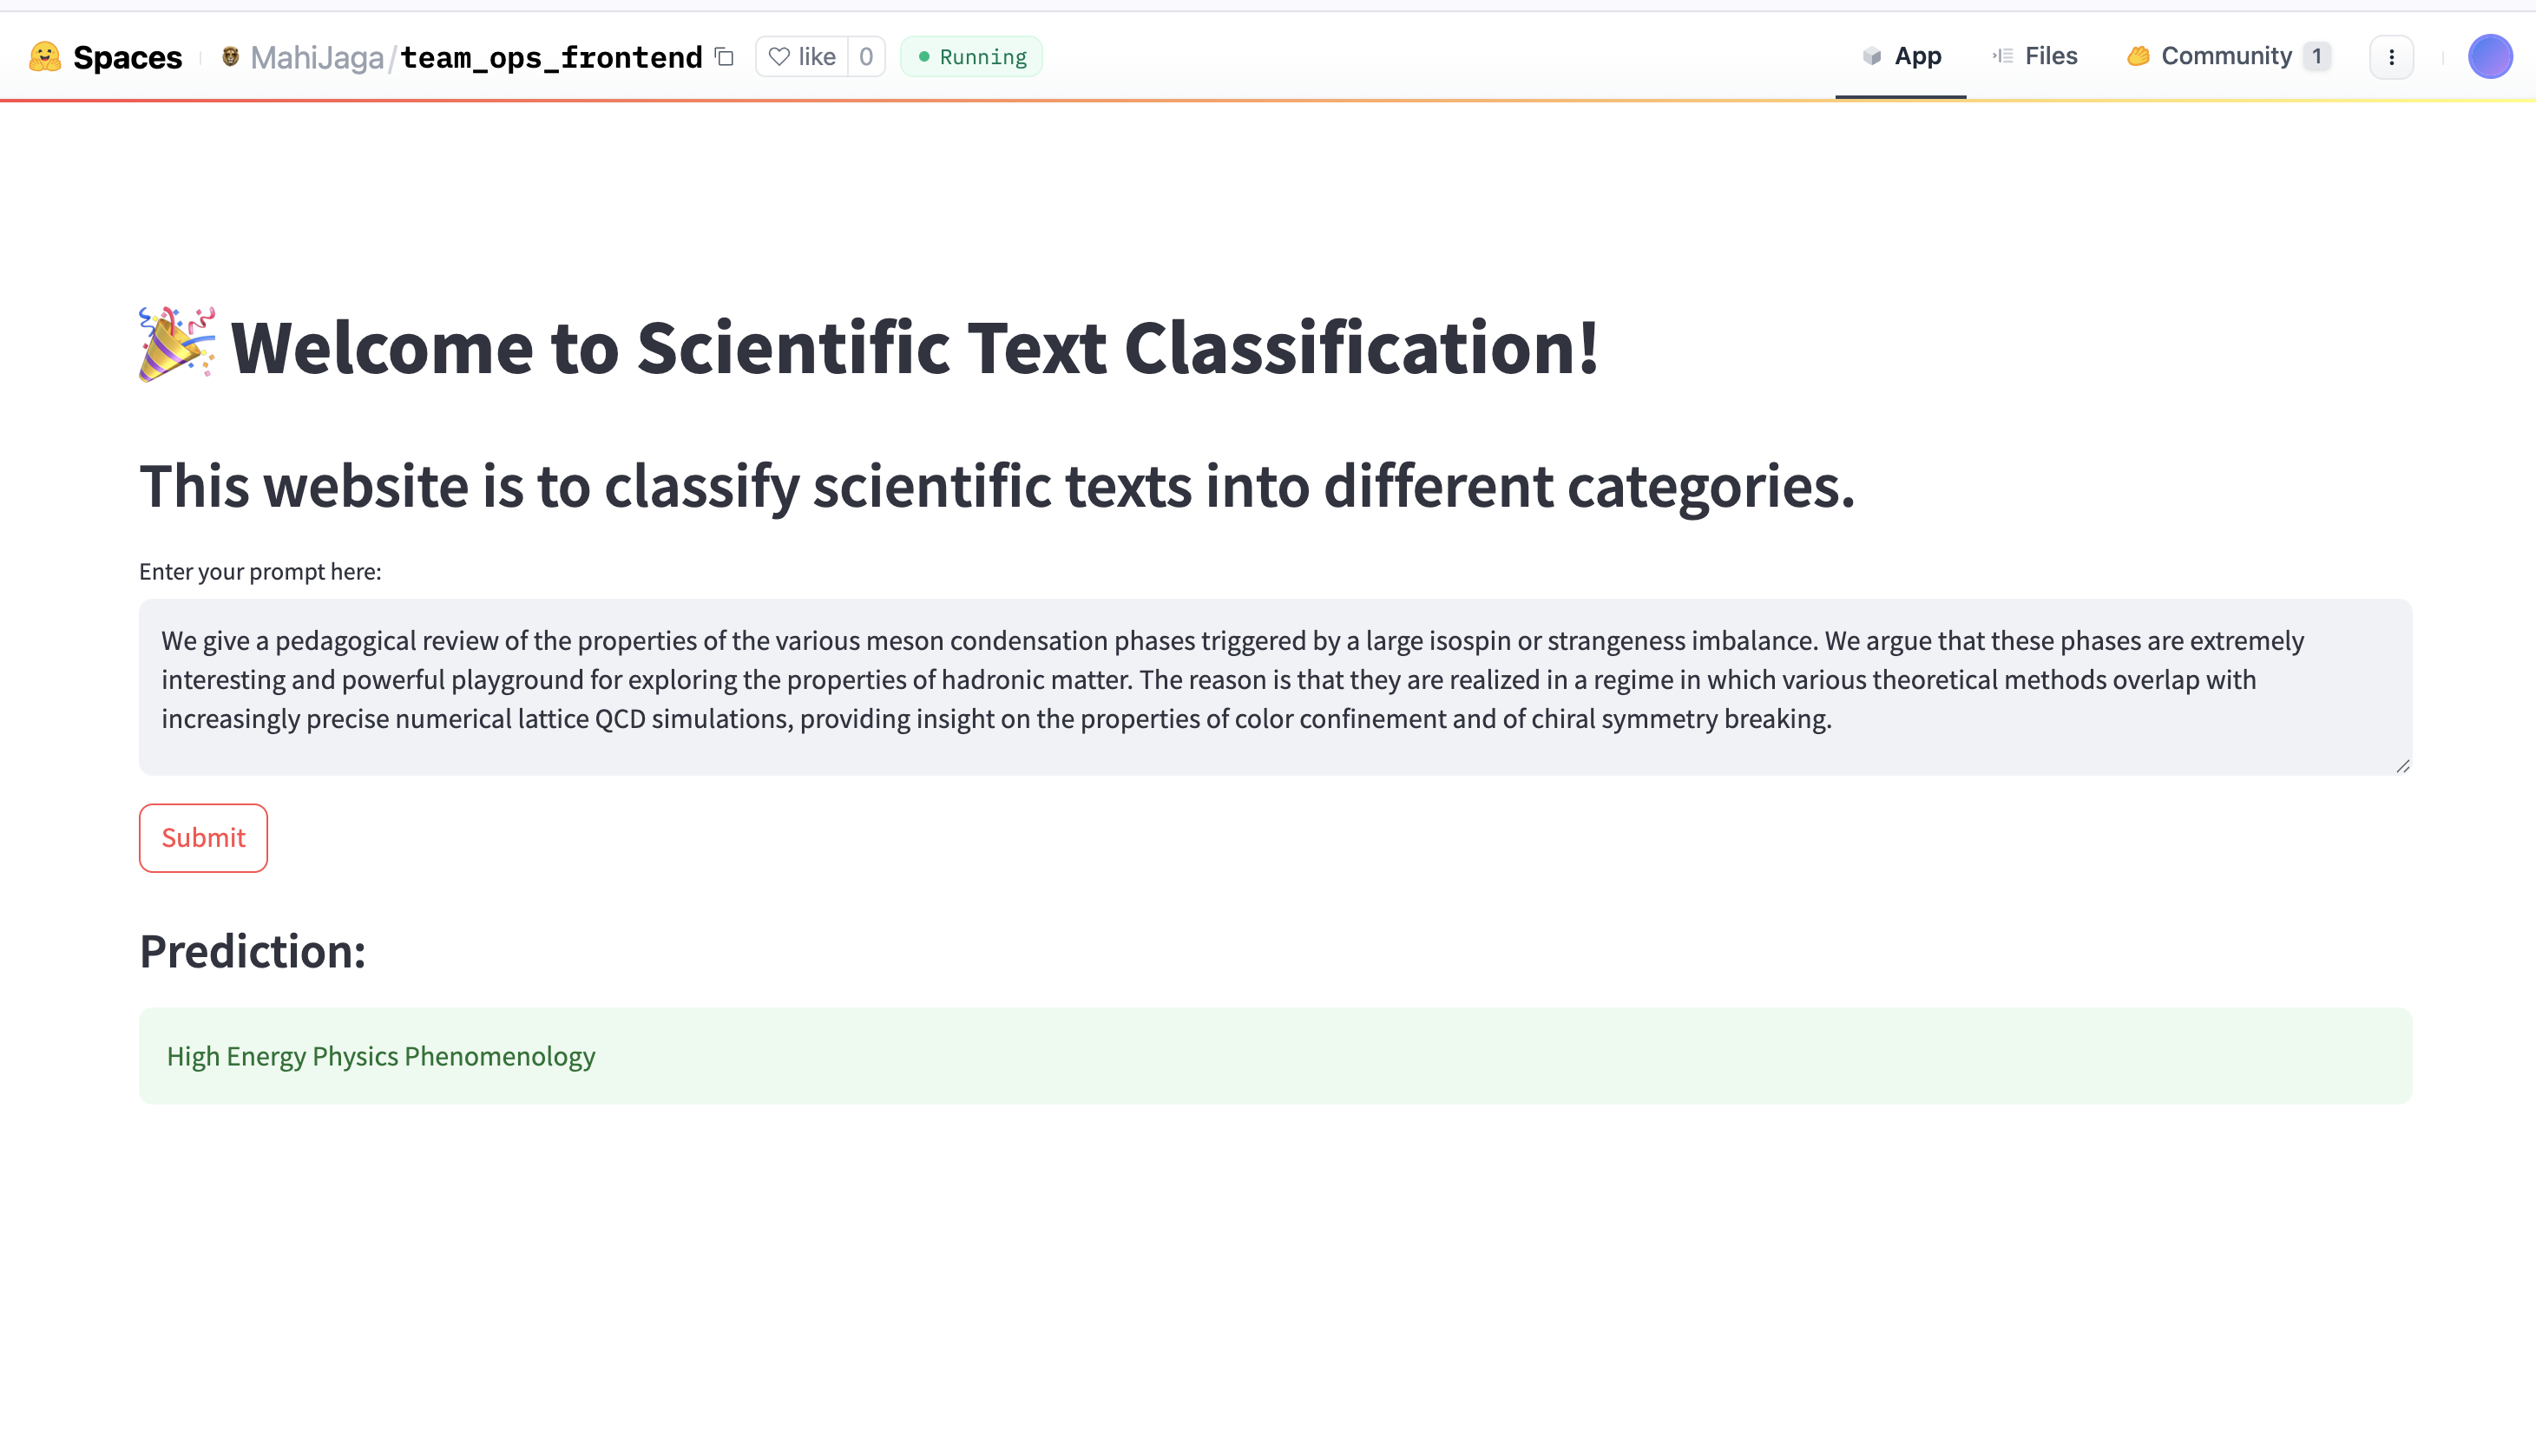 Spaces MahiJaga/team_ops_frontend like 0 Running App Files Community 1
Welcome to Scientific Text Classification!
This website is to classify scientific texts into different categories.
Enter your prompt here:
We give a pedagogical review of the properties of the various meson condensation phases triggered by a large isospin or strangeness imbalance. We argue that these phases are extremely
interesting and powerful playground for exploring the properties of hadronic matter. The reason is that they are realized in a regime in which various theoretical methods overlap with
increasingly precise numerical lattice QCD simulations, providing insight on the properties of color confinement and of chiral symmetry breaking.
Submit
Prediction:
High Energy Physics Phenomenology